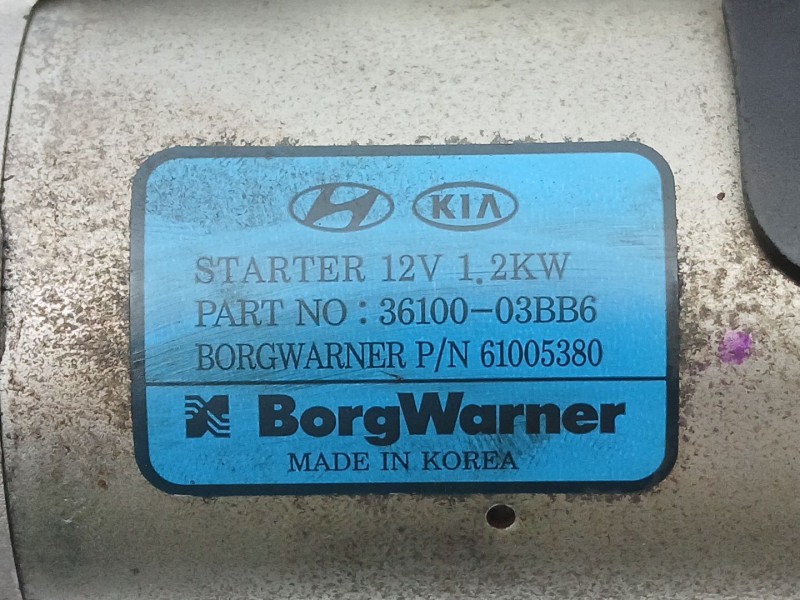 KIA
STARTER 12V 1.2KW
PART NO : 36100-03BB6
BORGWARNER P/N 61005380
BorgWarner
MADE IN KOREA